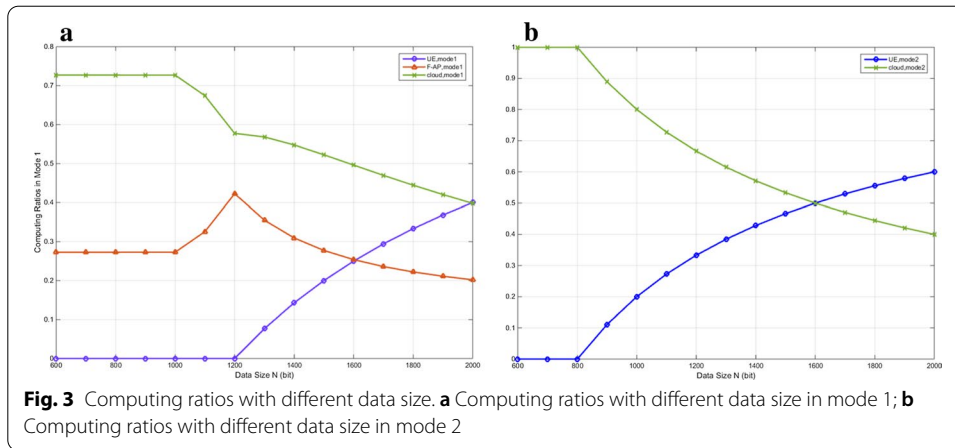 a
UE,mode1
F-AP,mode1
cloud,mode1
0.8
0.7
0.6
0.5
0.4
0.3
0.2
0.1
0
Computing Ratios in Mode 1
600 800 1000 1200 1400 1600 1800 2000
Data Size N (bit)
b
UE,mode2
cloud,mode2
1
0.9
0.8
0.7
0.6
0.5
0.4
0.3
0.2
0.1
0
600 800 1000 1200 1400 1600 1800 2000
Data Size N (bit)
Fig. 3 Computing ratios with different data size. a Computing ratios with different data size in mode 1; b
Computing ratios with different data size in mode 2